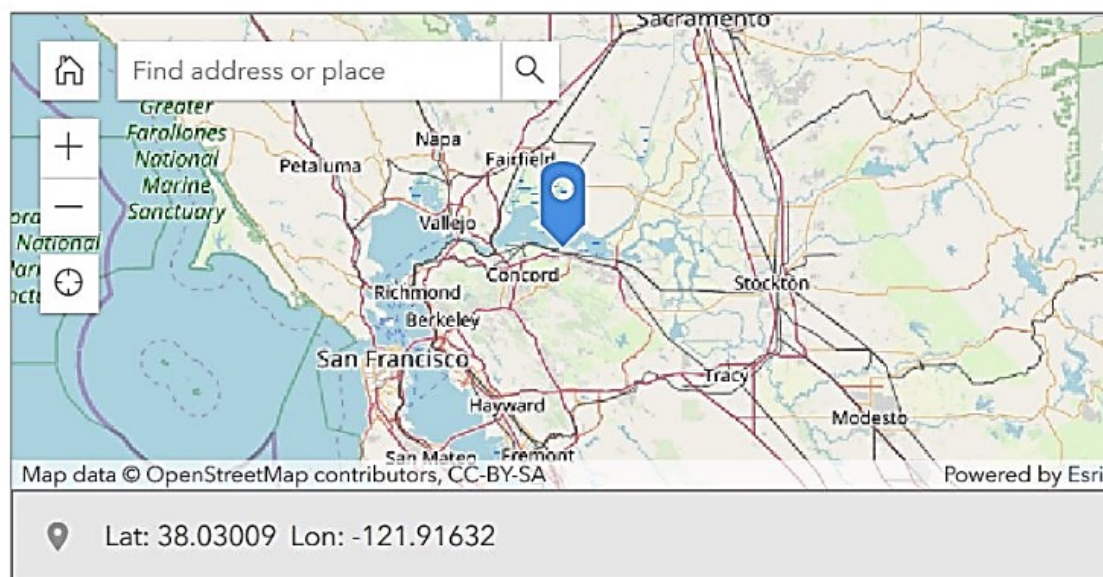 Sacramento
Find address or place
Greater
Farallones
National
Marine
Sanctuary
Napa
Petaluma
Fairfield
Vallejo
National
Concord
Stockton
Richmond
Berkeley
San Francisco
Tracy
Hayward
Modesto
San Mateo
Fremont
Map data © OpenStreetMap contributors, CC-BY-SA
Powered by Esri
Lat: 38.03009 Lon: -121.91632